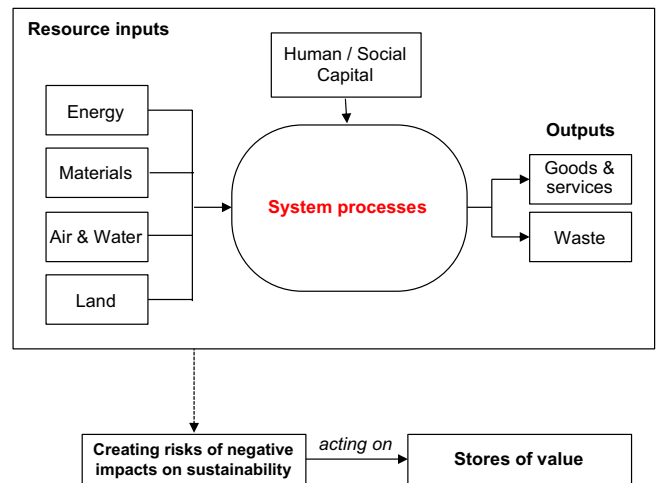 Resource inputs
Human / Social
Capital
Energy
Materials
Air & Water
Land
System processes
Outputs
Goods &
services
Waste
Creating risks of negative
impacts on sustainability
acting on
Stores of value